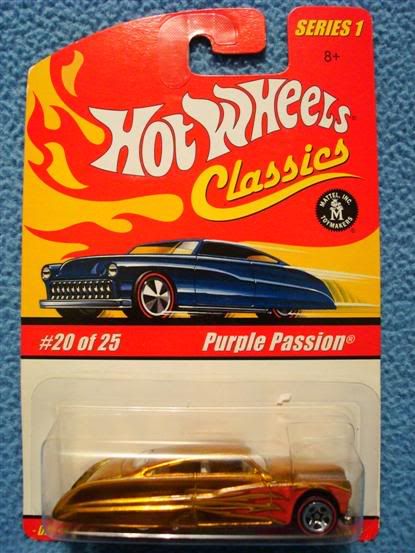 SERIES 1
8+
HOT WHEELS®
Classics
MATTEL, INC.
M
TOYMAKERS
#20 of 25
Purple Passion®